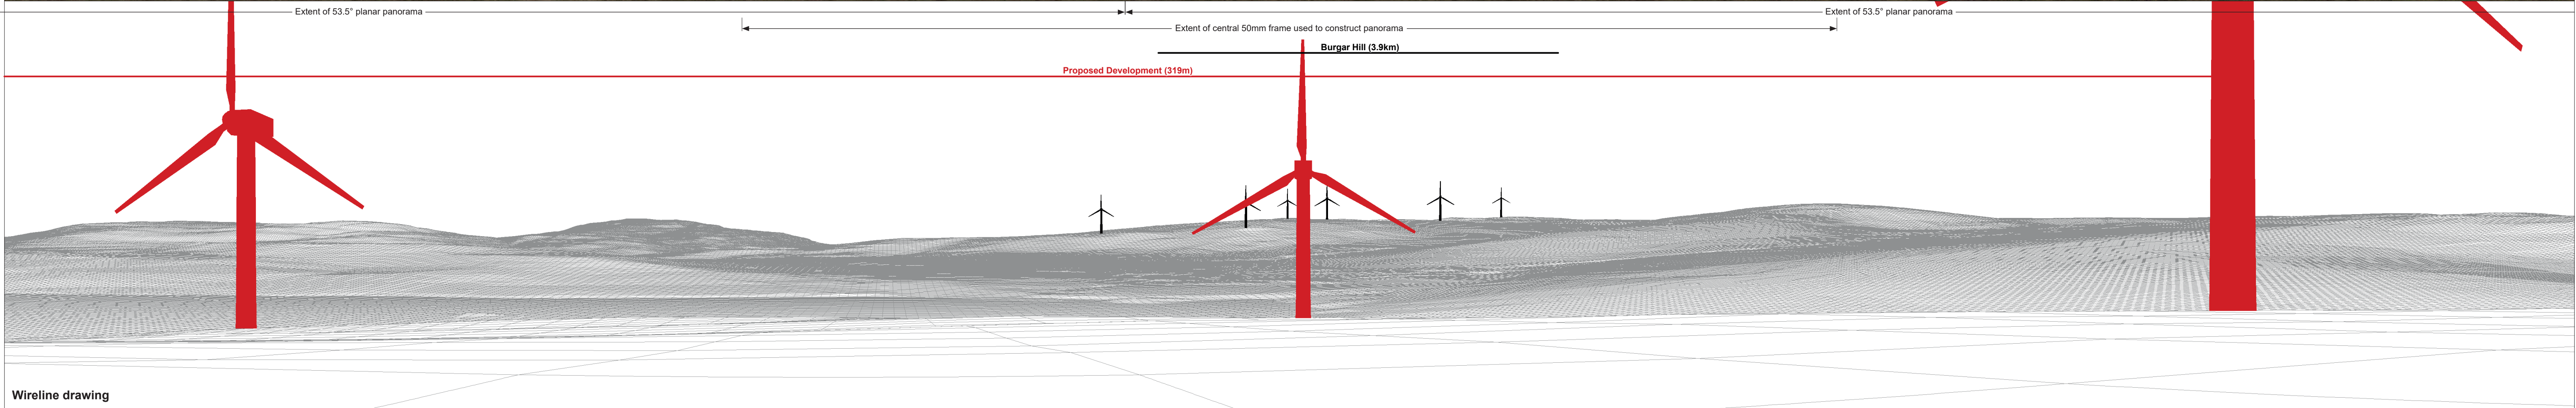 Extent of 53.5° planar panorama
Extent of 53.5° planar panorama
Extent of central 50mm frame used to construct panorama
Burgar Hill (3.9km)
Proposed Development (319m)
Wireline drawing